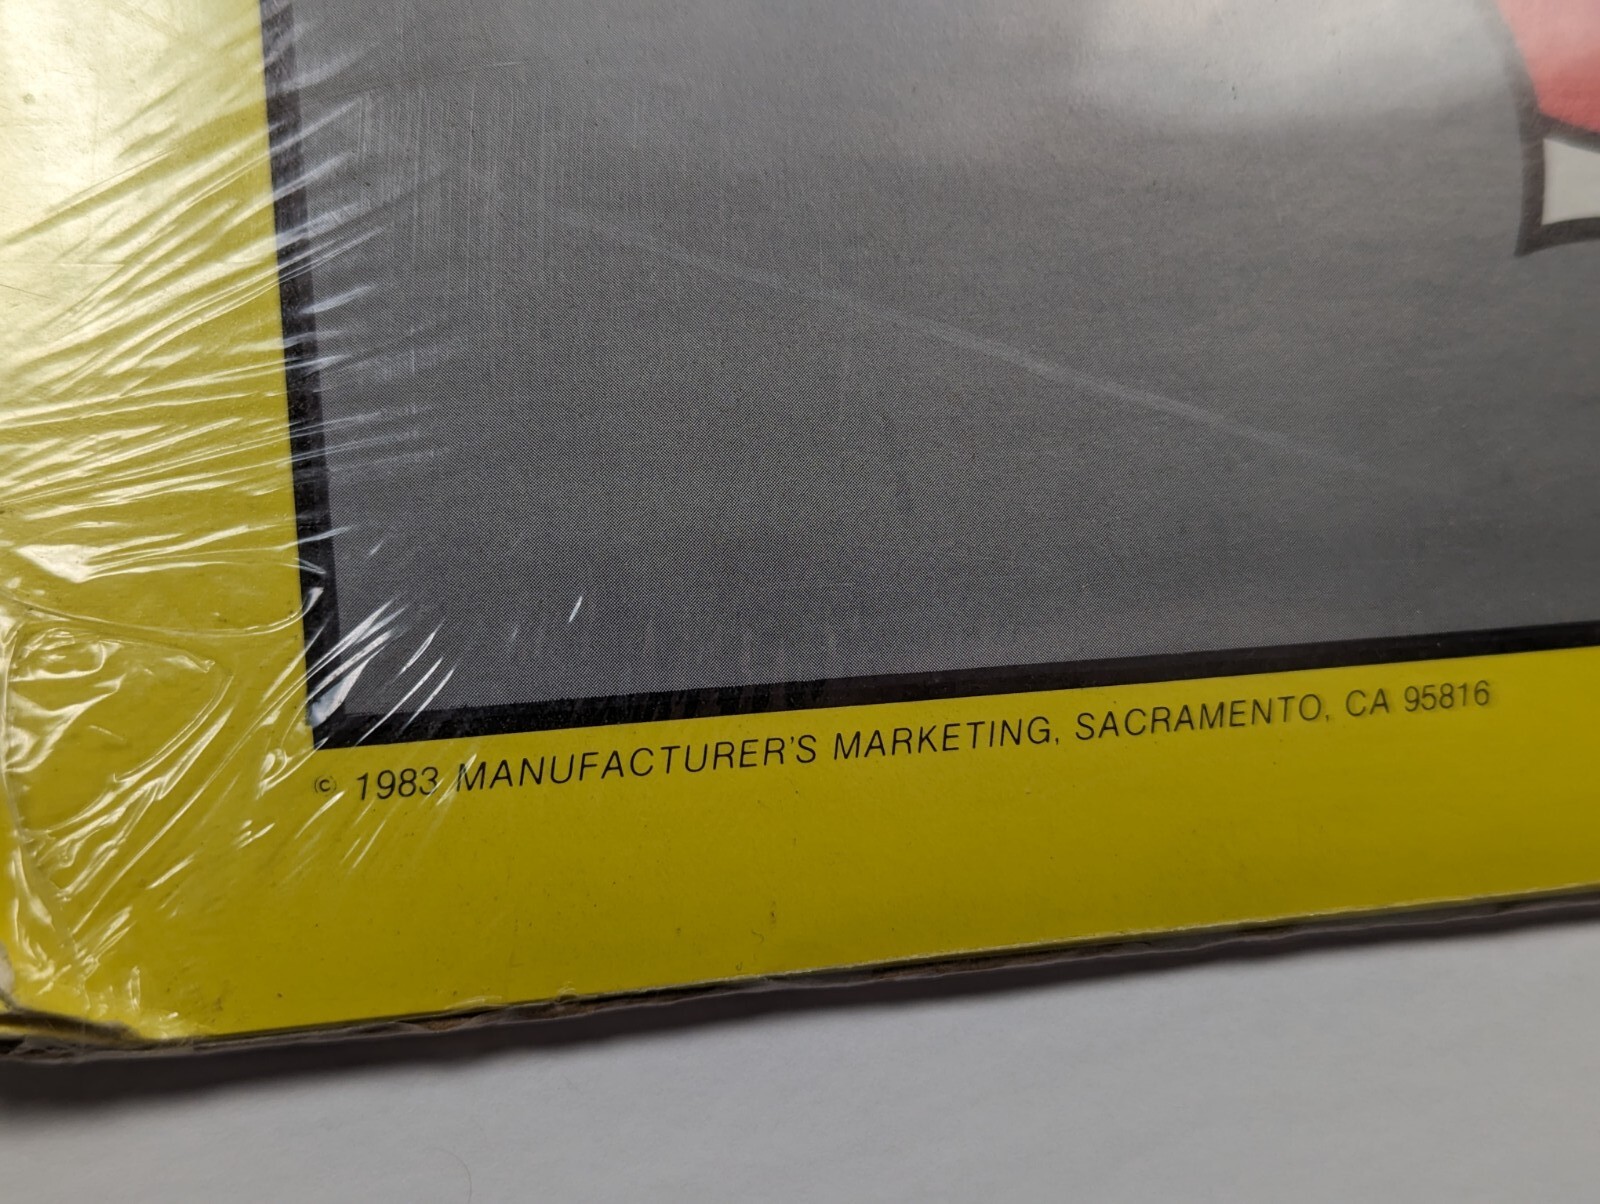 © 1983 MANUFACTURER'S MARKETING, SACRAMENTO, CA 95816